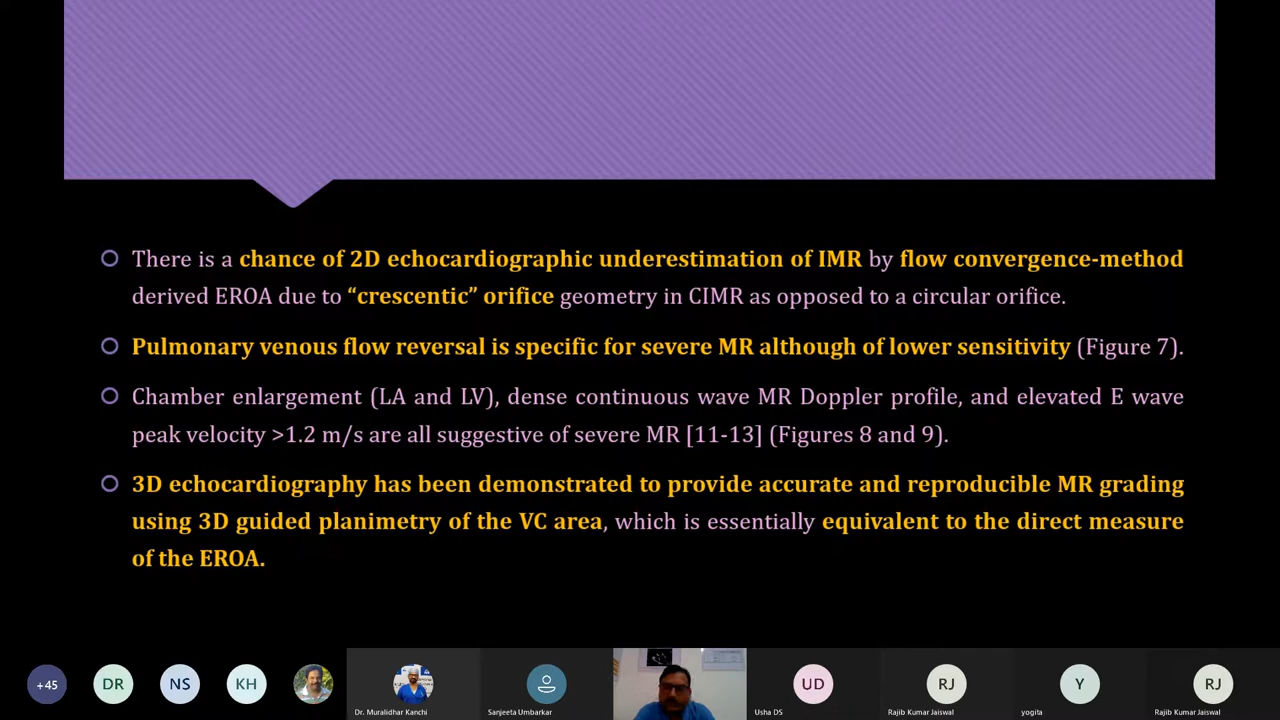 There is a chance of 2D echocardiographic underestimation of IMR by flow convergence-method
derived EROA due to “crescentic” orifice geometry in CIMR as opposed to a circular orifice.
Pulmonary venous flow reversal is specific for severe MR although of lower sensitivity (Figure 7).
Chamber enlargement (LA and LV), dense continuous wave MR Doppler profile, and elevated E wave
peak velocity >1.2 m/s are all suggestive of severe MR [11-13] (Figures 8 and 9).
3D echocardiography has been demonstrated to provide accurate and reproducible MR grading
using 3D guided planimetry of the VC area, which is essentially equivalent to the direct measure
of the EROA.
+45
DR
NS
KH
Dr. Muralidhar Kanchi
Sanjeeta Umbarkar
UD
Usha DS
RJ
Rajib Kumar Jaiswal
Y
yogita
RJ
Rajib Kumar Jaiswal